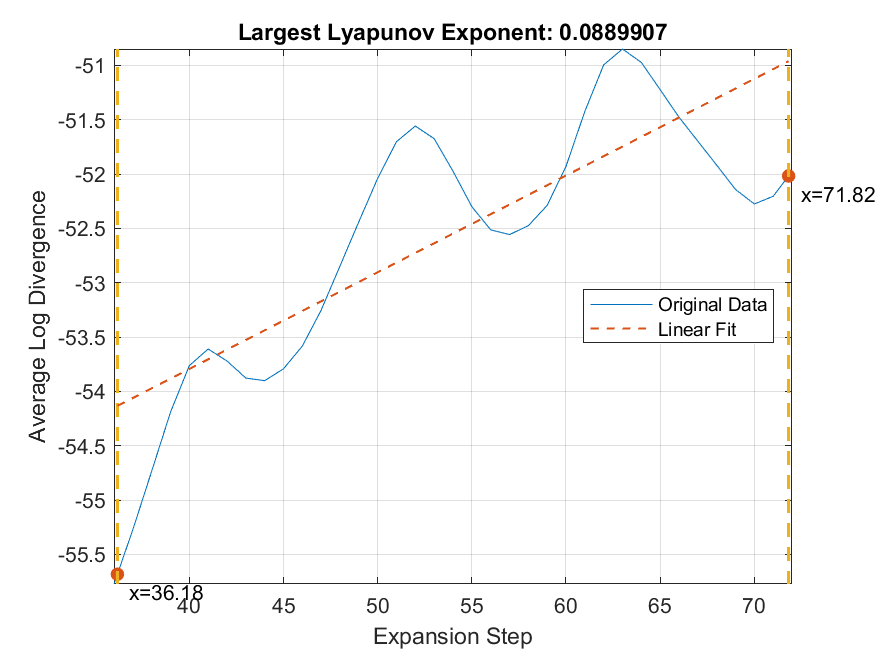 Largest Lyapunov Exponent: 0.0889907
Average Log Divergence
-51
-51.5
-52
-52.5
-53
-53.5
-54
-54.5
-55
-55.5
x=71.82
Original Data
Linear Fit
x=36.18
40 45 50 55 60 65 70
Expansion Step